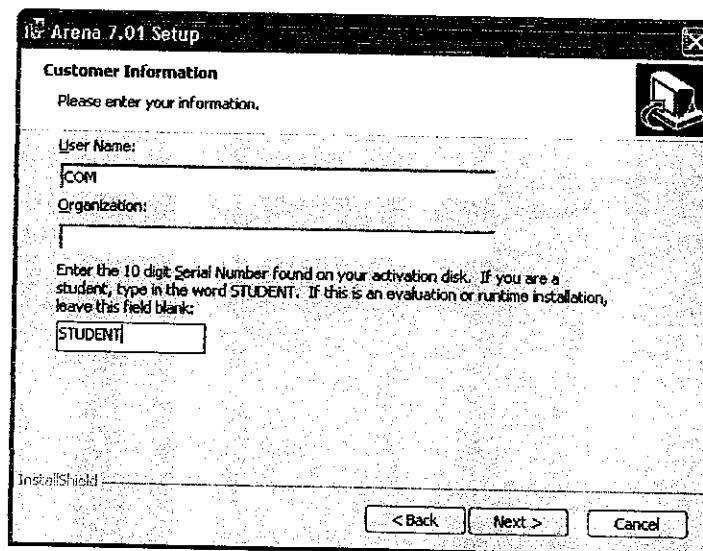 Arena 7.01 Setup
Customer Information
Please enter your information.
User Name:
COM
Organization:
Enter the 10 digit Serial Number found on your activation disk. If you are a
student, type in the word STUDENT. If this is an evaluation or runtime installation,
leave this field blank:
STUDENT
InstallShield
< Back
Next >
Cancel